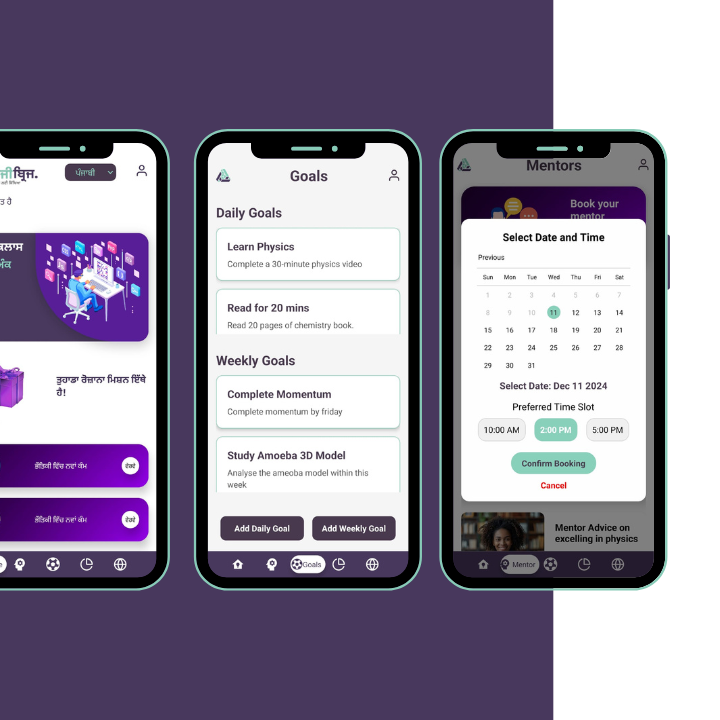 ਜੀਬ੍ਰਿਜ.
ਪੰਜਾਬੀ
ਤ ਹੈ
ਕਲਾਸ
ਅੰਕ
ਤੁਹਾਡਾ ਰੋਜ਼ਾਨਾ ਮਿਸ਼ਨ ਇੱਥੇ
ਹੈ!
ਭੌਤਿਕੀ ਵਿੱਚ ਨਵਾਂ ਕੰਮ
ਵੇਖੋ
ਭੌਤਿਕੀ ਵਿੱਚ ਨਵਾਂ ਕੰਮ
ਵੇਖੋ
Goals
Daily Goals
Learn Physics
Complete a 30-minute physics video
Read for 20 mins
Read 20 pages of chemistry book.
Weekly Goals
Complete Momentum
Complete momentum by friday
Study Amoeba 3D Model
Analyse the ameoba model within this
week
Add Daily Goal Add Weekly Goal
Goals
Mentors
Book your
mentor
Select Date and Time
Previous
Sun Mon Tue Wed Thu Fri Sat
1 2 3 4 5 6 7
8 9 10 11 12 13 14
15 16 17 18 19 20 21
22 23 24 25 26 27 28
29 30 31
Select Date: Dec 11 2024
Preferred Time Slot
10:00 AM 2:00 PM 5:00 PM
Confirm Booking
Cancel
Mentor Advice on
excelling in physics
Mentor